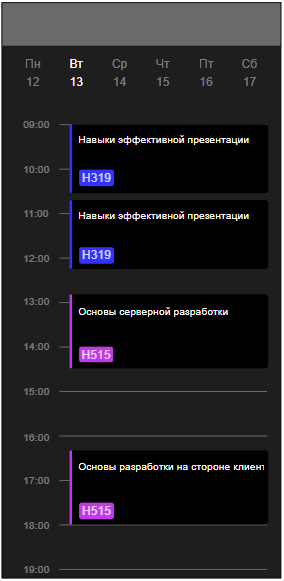 Пн Вт Ср Чт Пт Сб
12 13 14 15 16 17
09:00
Навыки эффективной презентации
10:00
H319
11:00
Навыки эффективной презентации
12:00
H319
13:00
Основы серверной разработки
14:00
H515
15:00
16:00
Основы разработки на стороне клиент
17:00
H515
18:00
19:00